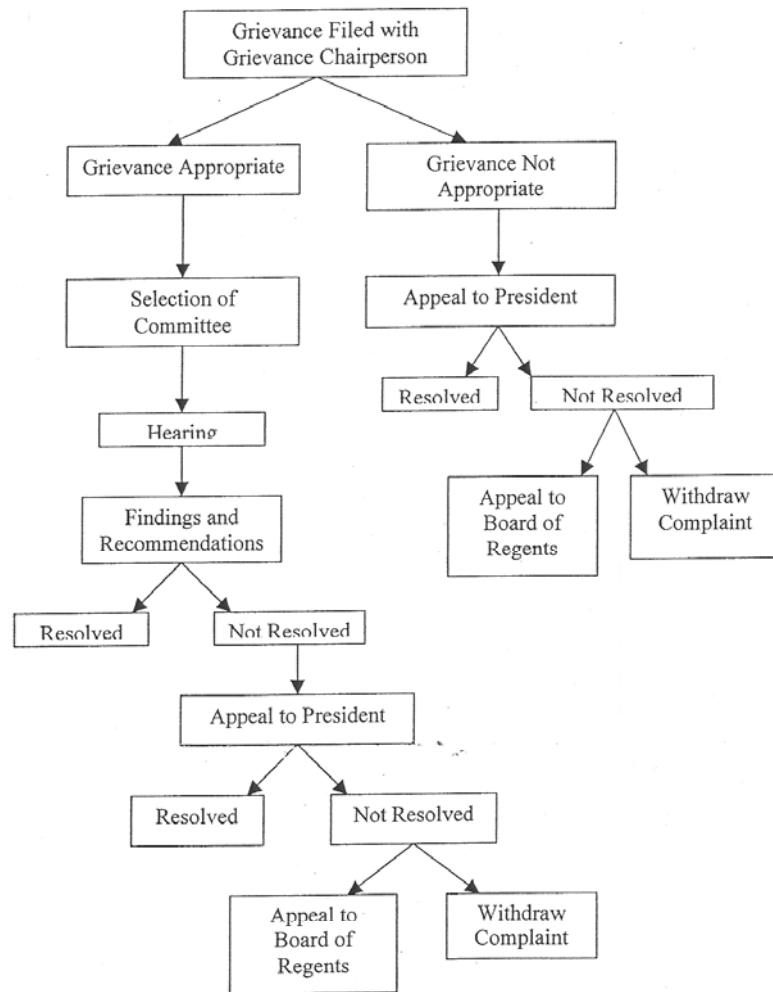 Grievance Filed with
Grievance Chairperson
Grievance Appropriate
Grievance Not
Appropriate
Selection of
Committee
Appeal to President
Resolved
Not Resolved
Hearing
Appeal to
Board of
Regents
Withdraw
Complaint
Findings and
Recommendations
Resolved
Not Resolved
Appeal to President
Resolved
Not Resolved
Appeal to
Board of
Regents
Withdraw
Complaint